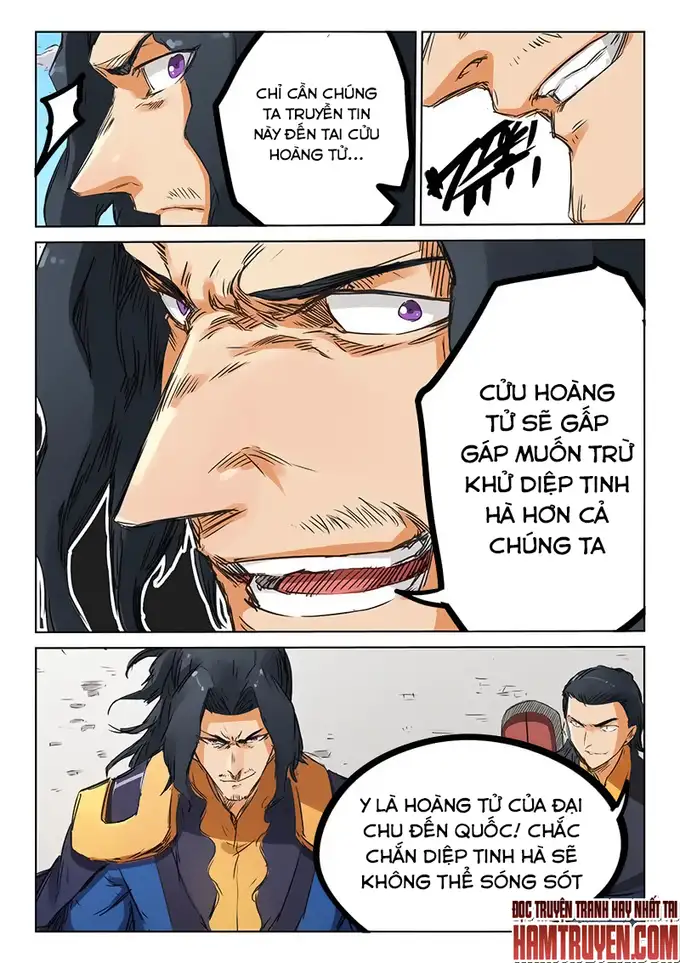 CHỈ CẦN CHÚNG
TA TRUYỀN TIN
NÀY ĐẾN TAI CỬU
HOÀNG TỬ...
CỬU HOÀNG
TỬ SẼ GẤP
GÁP MUỐN TRỪ
KHỬ DIỆP TINH
HÀ HƠN CẢ
CHÚNG TA
Y LÀ HOÀNG TỬ CỦA ĐẠI
CHU ĐẾN QUỐC! CHẮC
CHẮN DIỆP TINH HÀ SẼ
KHÔNG THỂ SÓNG SÓT
ĐỌC TRUYỆN TRANH HAY NHẤT TẠI
HAMTRUYEN.COM